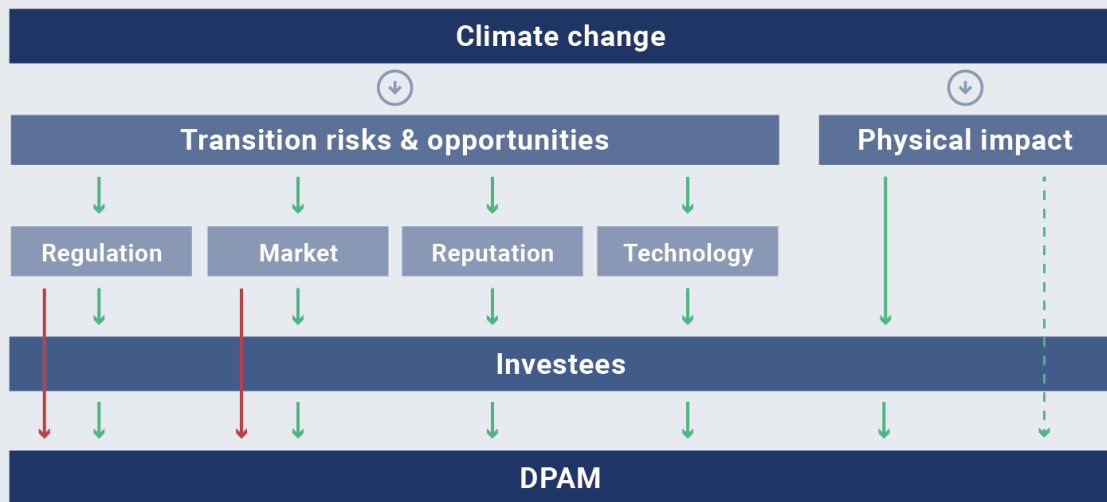 Climate change
Transition risks & opportunities
Physical impact
Regulation
Market
Reputation
Technology
Investees
DPAM